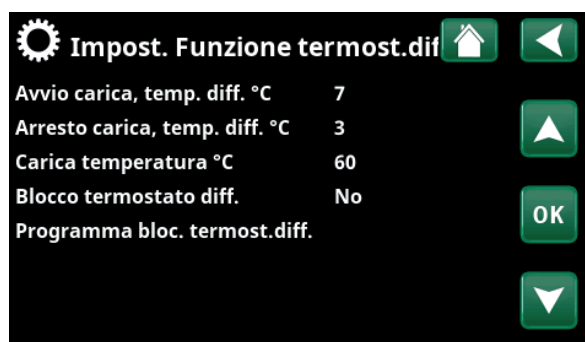 Impost. Funzione termost.dif
Avvio carica, temp. diff. °C 7
Arresto carica, temp. diff. °C 3
Carica temperatura °C 60
Blocco termostato diff. No
OK
Programma bloc. termost.diff.